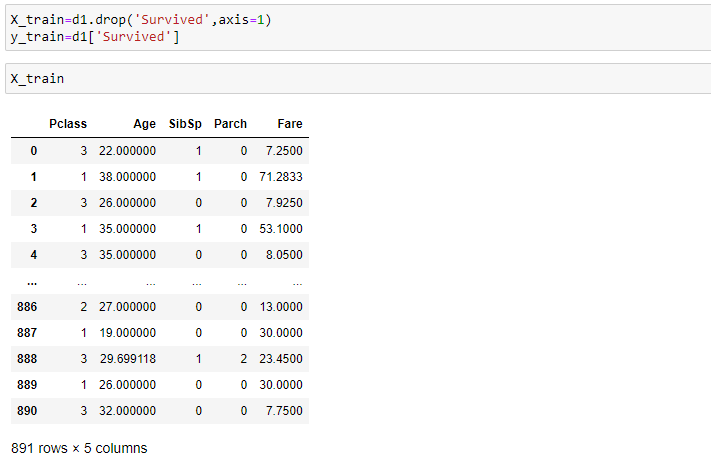 X_train=d1.drop('Survived',axis=1)
y_train=d1['Survived']
X_train
Pclass Age SibSp Parch Fare
0 3 22.000000 1 0 7.2500
1 1 38.000000 1 0 71.2833
2 3 26.000000 0 0 7.9250
3 1 35.000000 1 0 53.1000
4 3 35.000000 0 0 8.0500
... ... ... ... ... ...
886 2 27.000000 0 0 13.0000
887 1 19.000000 0 0 30.0000
888 3 29.699118 1 2 23.4500
889 1 26.000000 0 0 30.0000
890 3 32.000000 0 0 7.7500
891 rows × 5 columns